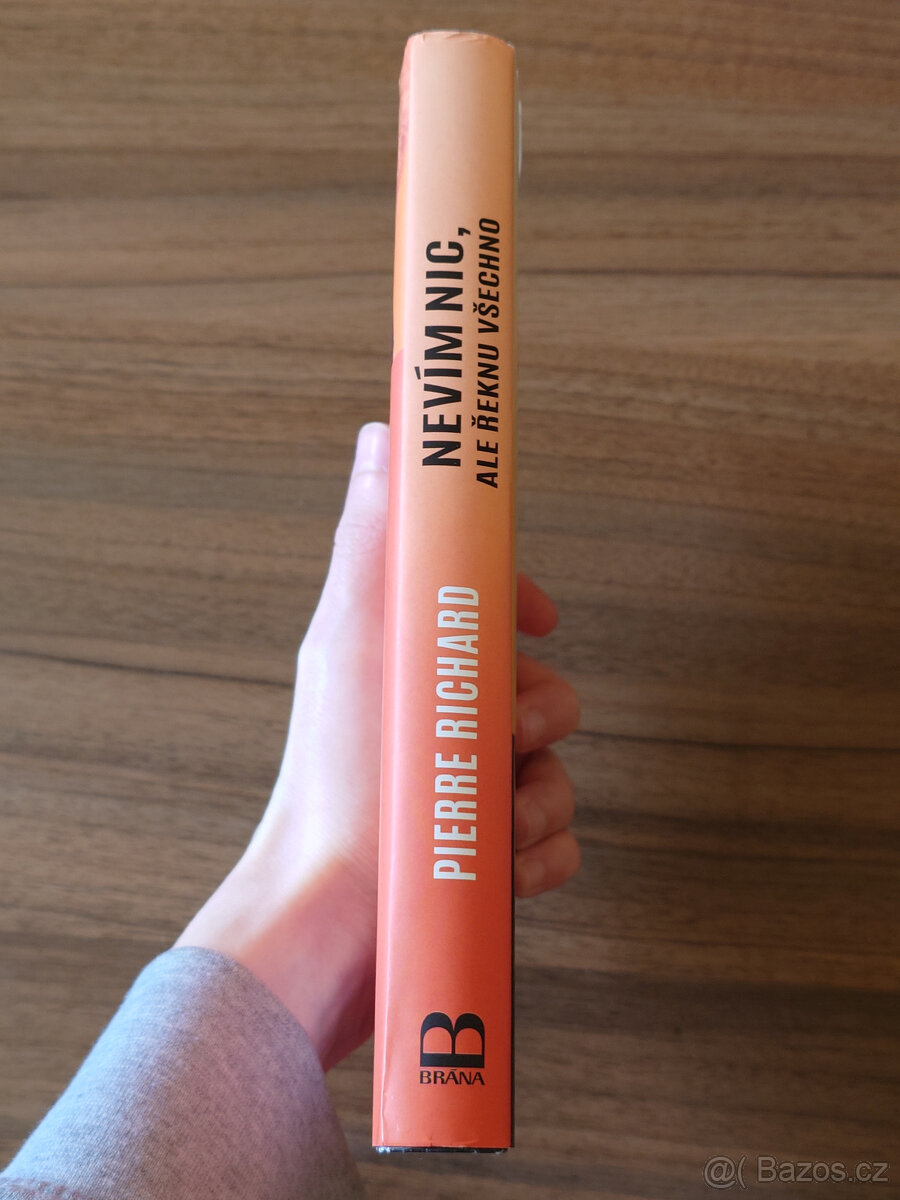 PIERRE RICHARD
NEVÍM NIC,
ALE ŘEKNU VŠECHNO
B
BRÁNA
@( Bazos.cz